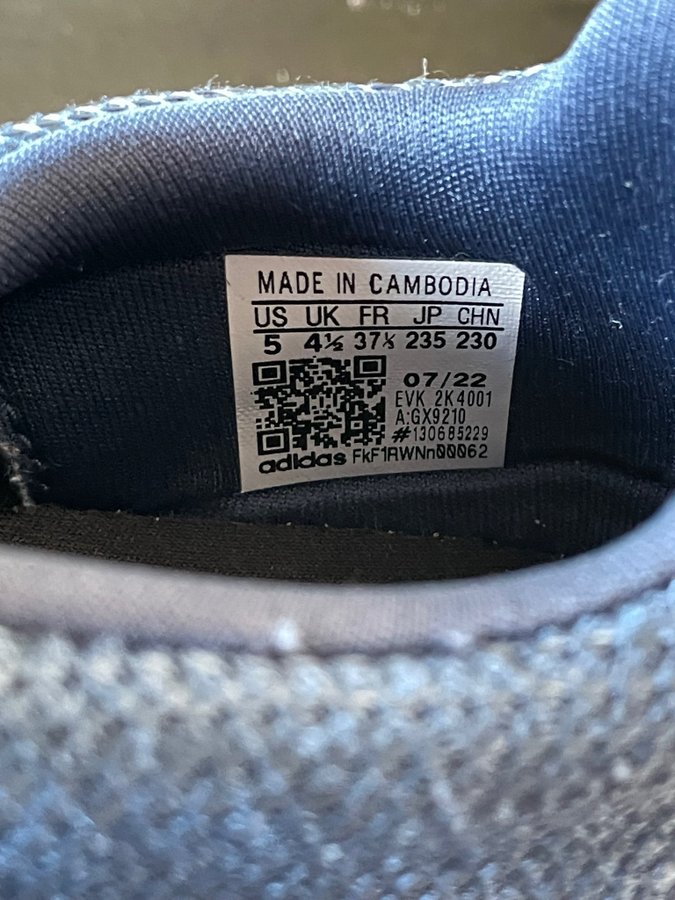 MADE IN CAMBODIA
US UK FR JP CHN
5 4½ 37⅓ 235 230
07/22
EVK 2K4001
A:GX9210
#130685229
adidas FkF1RWNn00062